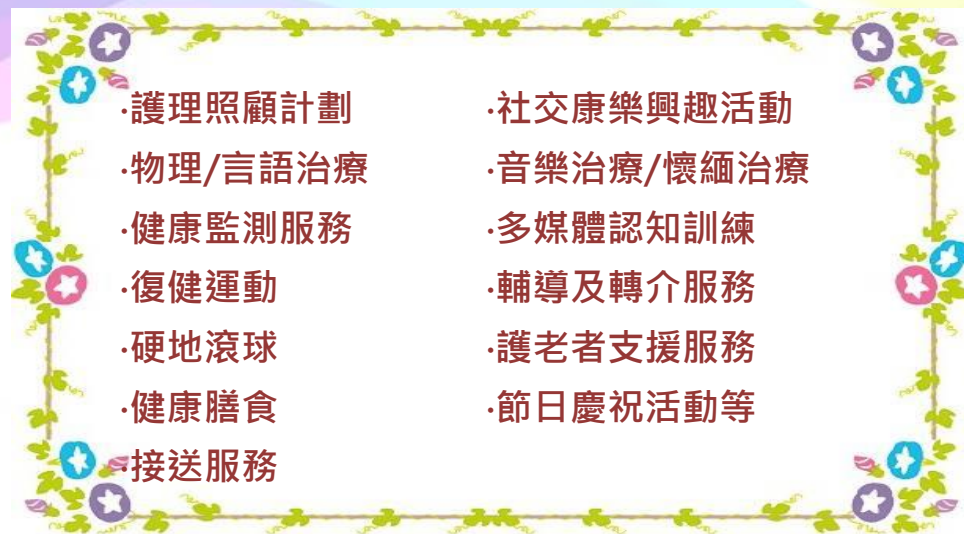 ·護理照顧計劃
·物理/言語治療
·健康監測服務
·復健運動
·硬地滾球
·健康膳食
·接送服務
·社交康樂興趣活動
·音樂治療/懷緬治療
·多媒體認知訓練
·輔導及轉介服務
·護老者支援服務
·節日慶祝活動等